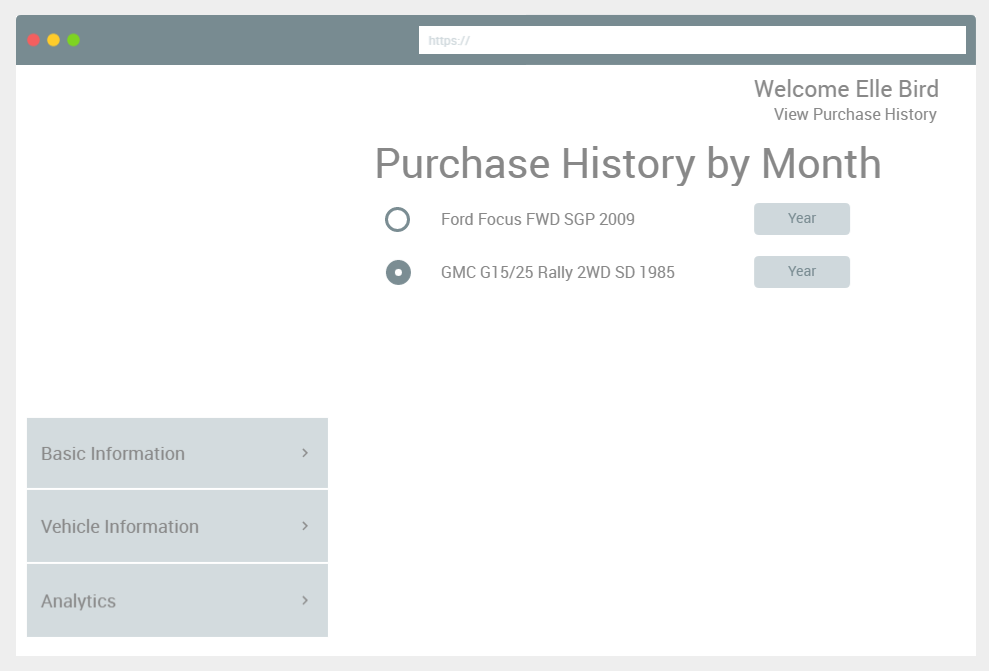 https://
Welcome Elle Bird
View Purchase History
Purchase History by Month
Ford Focus FWD SGP 2009
Year
GMC G15/25 Rally 2WD SD 1985
Year
Basic Information
Vehicle Information
Analytics